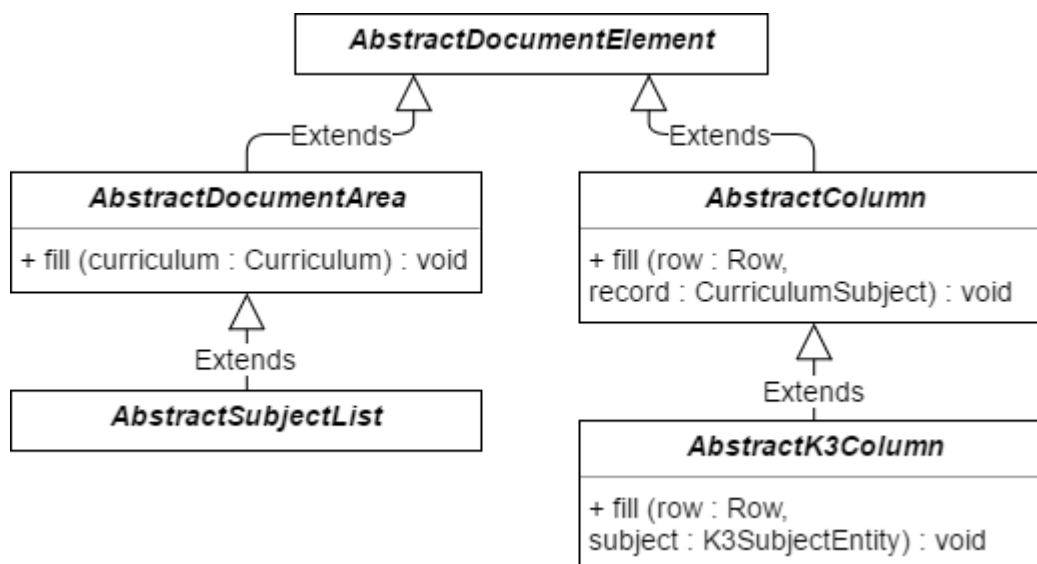 AbstractDocumentElement
Extends
Extends
AbstractDocumentArea
+ fill (curriculum : Curriculum) : void
AbstractColumn
+ fill (row : Row,
record : CurriculumSubject) : void
Extends
AbstractSubjectList
Extends
AbstractK3Column
+ fill (row : Row,
subject : K3SubjectEntity) : void